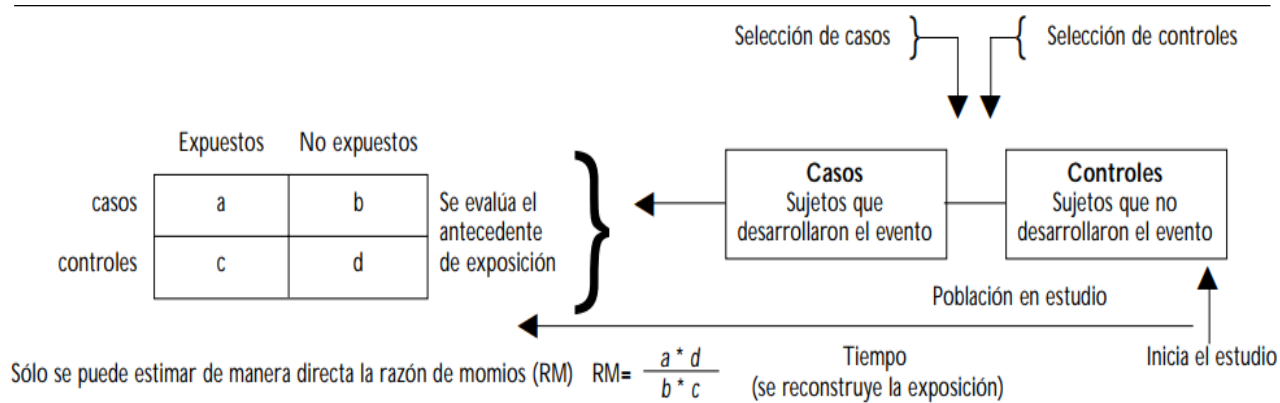 Selección de casos } { Selección de controles
Expuestos No expuestos
casos a b
controles c d
Se evalúa el
antecedente
de exposición
}
Casos
Sujetos que
desarrollaron el evento
Controles
Sujetos que no
desarrollaron el evento
Población en estudio
Tiempo
(se reconstruye la exposición)
Inicia el estudio
Sólo se puede estimar de manera directa la razón de momios (RM) RM= a * d
b * c